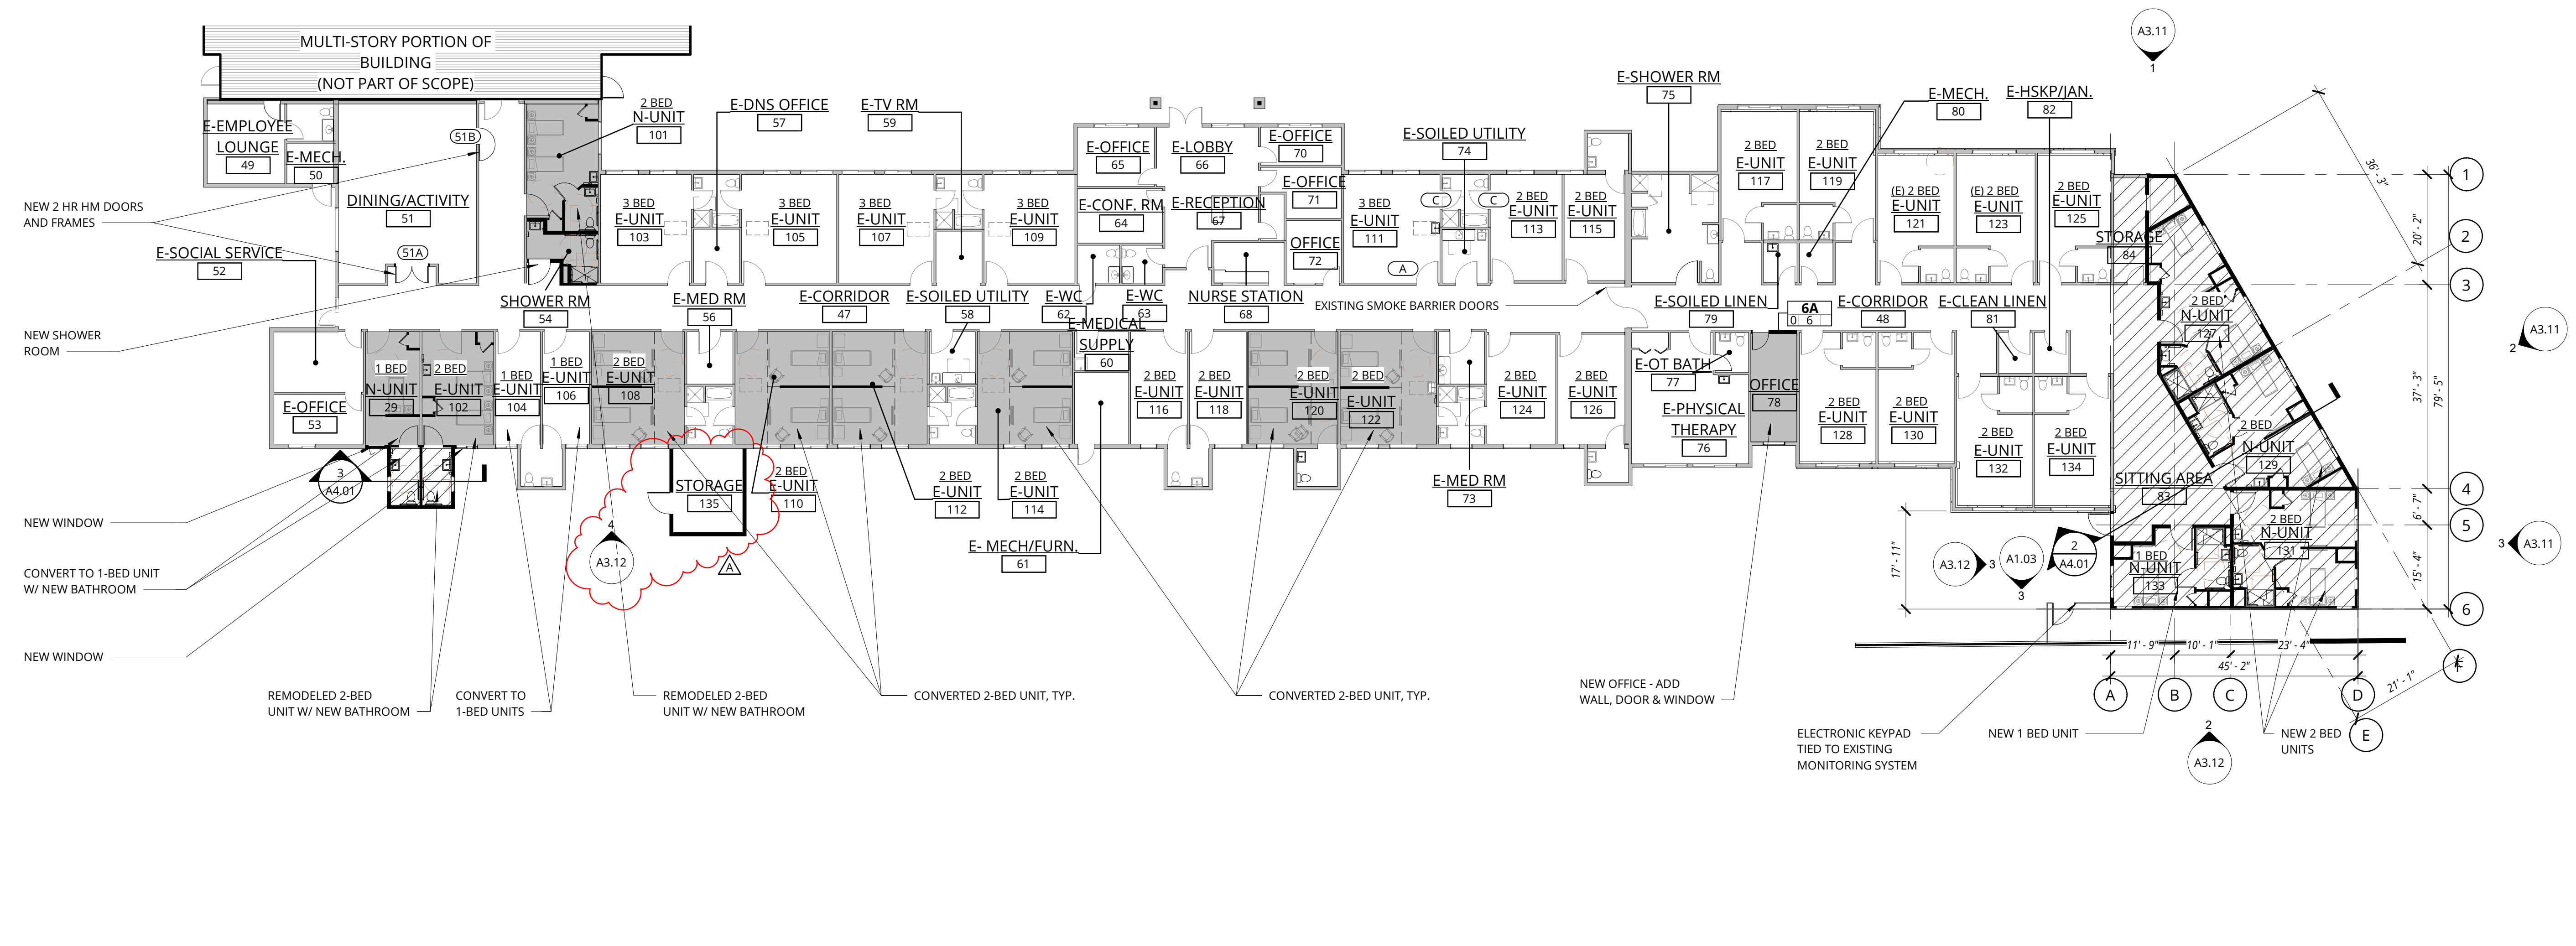 MULTI-STORY PORTION OF
BUILDING
(NOT PART OF SCOPE)
A3.11
1
E-EMPLOYEE
LOUNGE
49
E-MECH.
50
51B
DINING/ACTIVITY
51
51A
2 BED
N-UNIT
101
E-DNS OFFICE
57
E-TV RM
59
3 BED
E-UNIT
103
3 BED
E-UNIT
105
3 BED
E-UNIT
107
3 BED
E-UNIT
109
E-OFFICE
65
E-LOBBY
66
E-OFFICE
70
E-CONF. RM
64
E-RECEPTION
67
E-OFFICE
71
OFFICE
72
3 BED
E-UNIT
111
A
C
C
E-SOILED UTILITY
74
2 BED
E-UNIT
113
2 BED
E-UNIT
115
E-SHOWER RM
75
2 BED
E-UNIT
117
2 BED
E-UNIT
119
E-MECH.
80
E-HSKP/JAN.
82
(E) 2 BED
E-UNIT
121
(E) 2 BED
E-UNIT
123
2 BED
E-UNIT
125
STORAGE
84
NEW 2 HR HM DOORS
AND FRAMES
E-SOCIAL SERVICE
52
NEW SHOWER
ROOM
SHOWER RM
54
E-MED RM
56
E-CORRIDOR
47
E-SOILED UTILITY
58
E-WC
62
E-WC
63
NURSE STATION
68
EXISTING SMOKE BARRIER DOORS
E-MEDICAL
SUPPLY
60
E-SOILED LINEN
79
6A
0 6
E-CORRIDOR
48
E-CLEAN LINEN
81
E-OFFICE
53
1 BED
N-UNIT
29
2 BED
E-UNIT
102
1 BED
E-UNIT
104
1 BED
E-UNIT
106
2 BED
E-UNIT
108
2 BED
E-UNIT
116
2 BED
E-UNIT
118
2 BED
E-UNIT
120
2 BED
E-UNIT
122
2 BED
E-UNIT
124
2 BED
E-UNIT
126
E-OT BATH
77
E-PHYSICAL
THERAPY
76
OFFICE
78
2 BED
E-UNIT
128
2 BED
E-UNIT
130
2 BED
E-UNIT
132
2 BED
E-UNIT
134
2 BED
N-UNIT
127
2 BED
N-UNIT
129
SITTING AREA
83
2 BED
N-UNIT
131
1 BED
N-UNIT
133
3
A4.01
STORAGE
135
2 BED
E-UNIT
110
2 BED
E-UNIT
112
2 BED
E-UNIT
114
E- MECH/FURN.
61
E-MED RM
73
4
A3.12
A
NEW WINDOW
CONVERT TO 1-BED UNIT
W/ NEW BATHROOM
NEW WINDOW
REMODELED 2-BED
UNIT W/ NEW BATHROOM
CONVERT TO
1-BED UNITS
REMODELED 2-BED
UNIT W/ NEW BATHROOM
CONVERTED 2-BED UNIT, TYP.
CONVERTED 2-BED UNIT, TYP.
NEW OFFICE - ADD
WALL, DOOR & WINDOW
ELECTRONIC KEYPAD
TIED TO EXISTING
MONITORING SYSTEM
NEW 1 BED UNIT
NEW 2 BED
UNITS
A3.12
3
A1.03
3
2
A4.01
2
A3.12
A3.11
2
3
A3.11
17' - 11"
36' - 3"
20' - 2"
37' - 3"
79' - 5"
6' - 7"
15' - 4"
11' - 9"
10' - 1"
23' - 4"
45' - 2"
21' - 1"
1
2
3
4
5
6
A
B
C
D
E
F